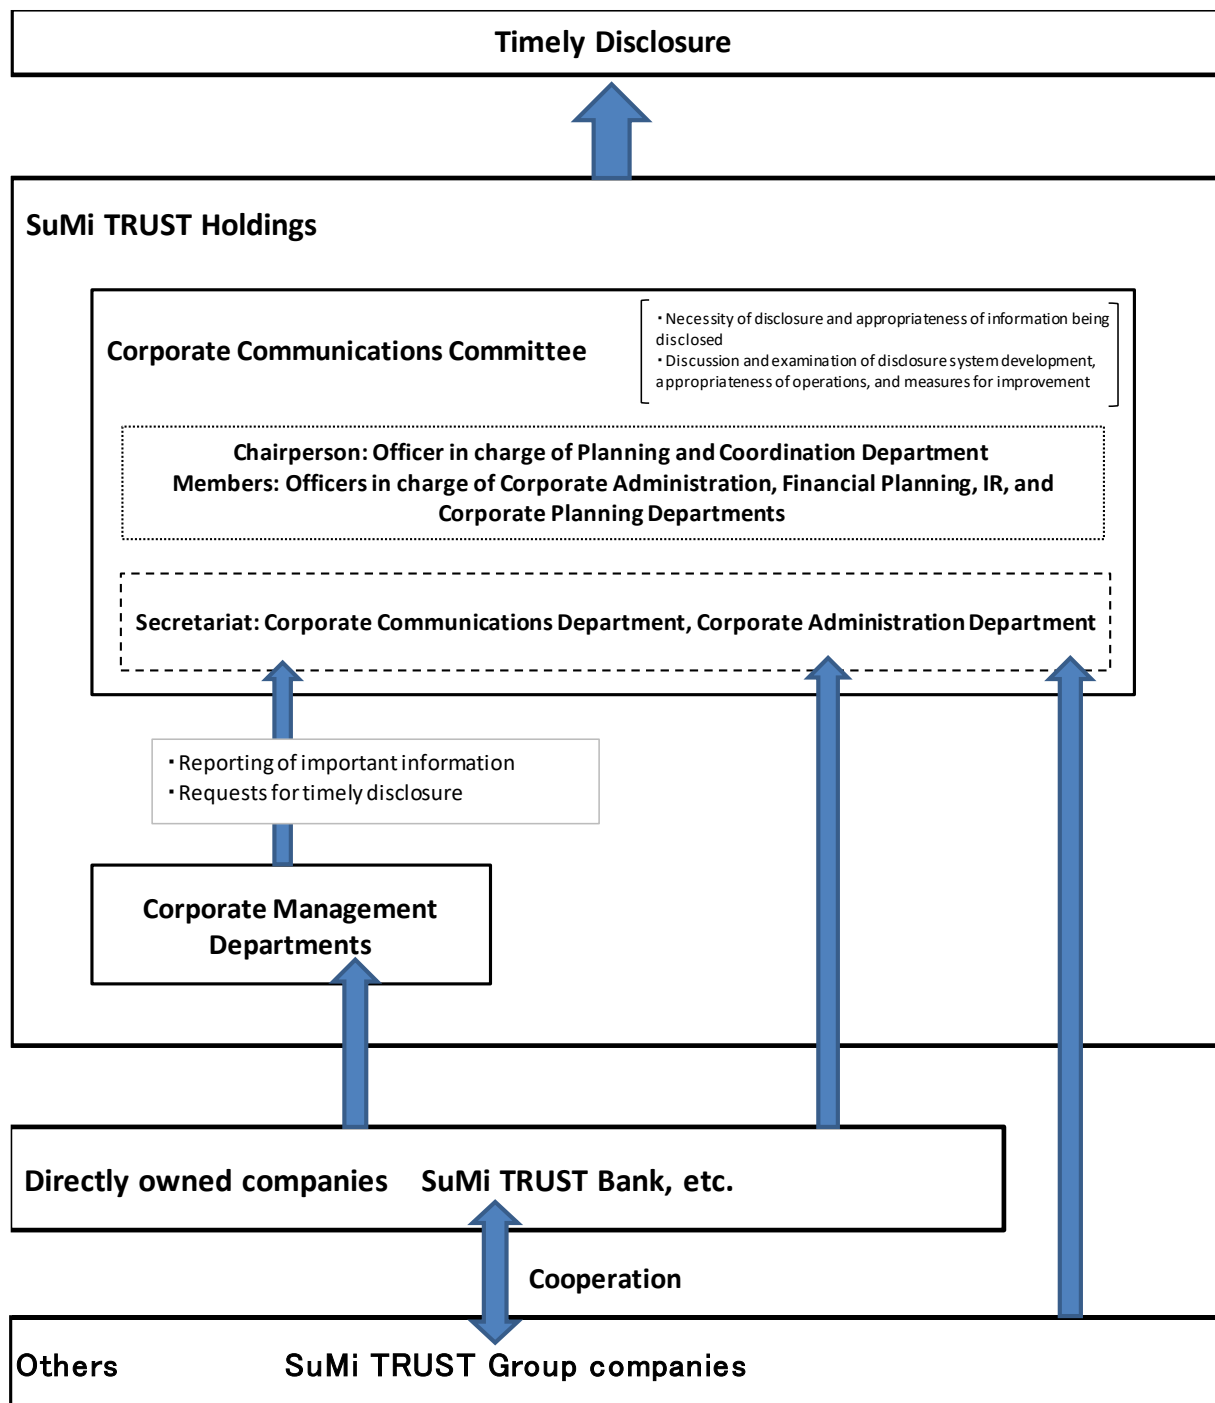 Timely Disclosure
SuMi TRUST Holdings
Corporate Communications Committee
・Necessity of disclosure and appropriateness of information being
disclosed
・Discussion and examination of disclosure system development,
appropriateness of operations, and measures for improvement
Chairperson: Officer in charge of Planning and Coordination Department
Members: Officers in charge of Corporate Administration, Financial Planning, IR, and
Corporate Planning Departments
Secretariat: Corporate Communications Department, Corporate Administration Department
・Reporting of important information
・Requests for timely disclosure
Corporate Management
Departments
Directly owned companies SuMi TRUST Bank, etc.
Cooperation
Others SuMi TRUST Group companies